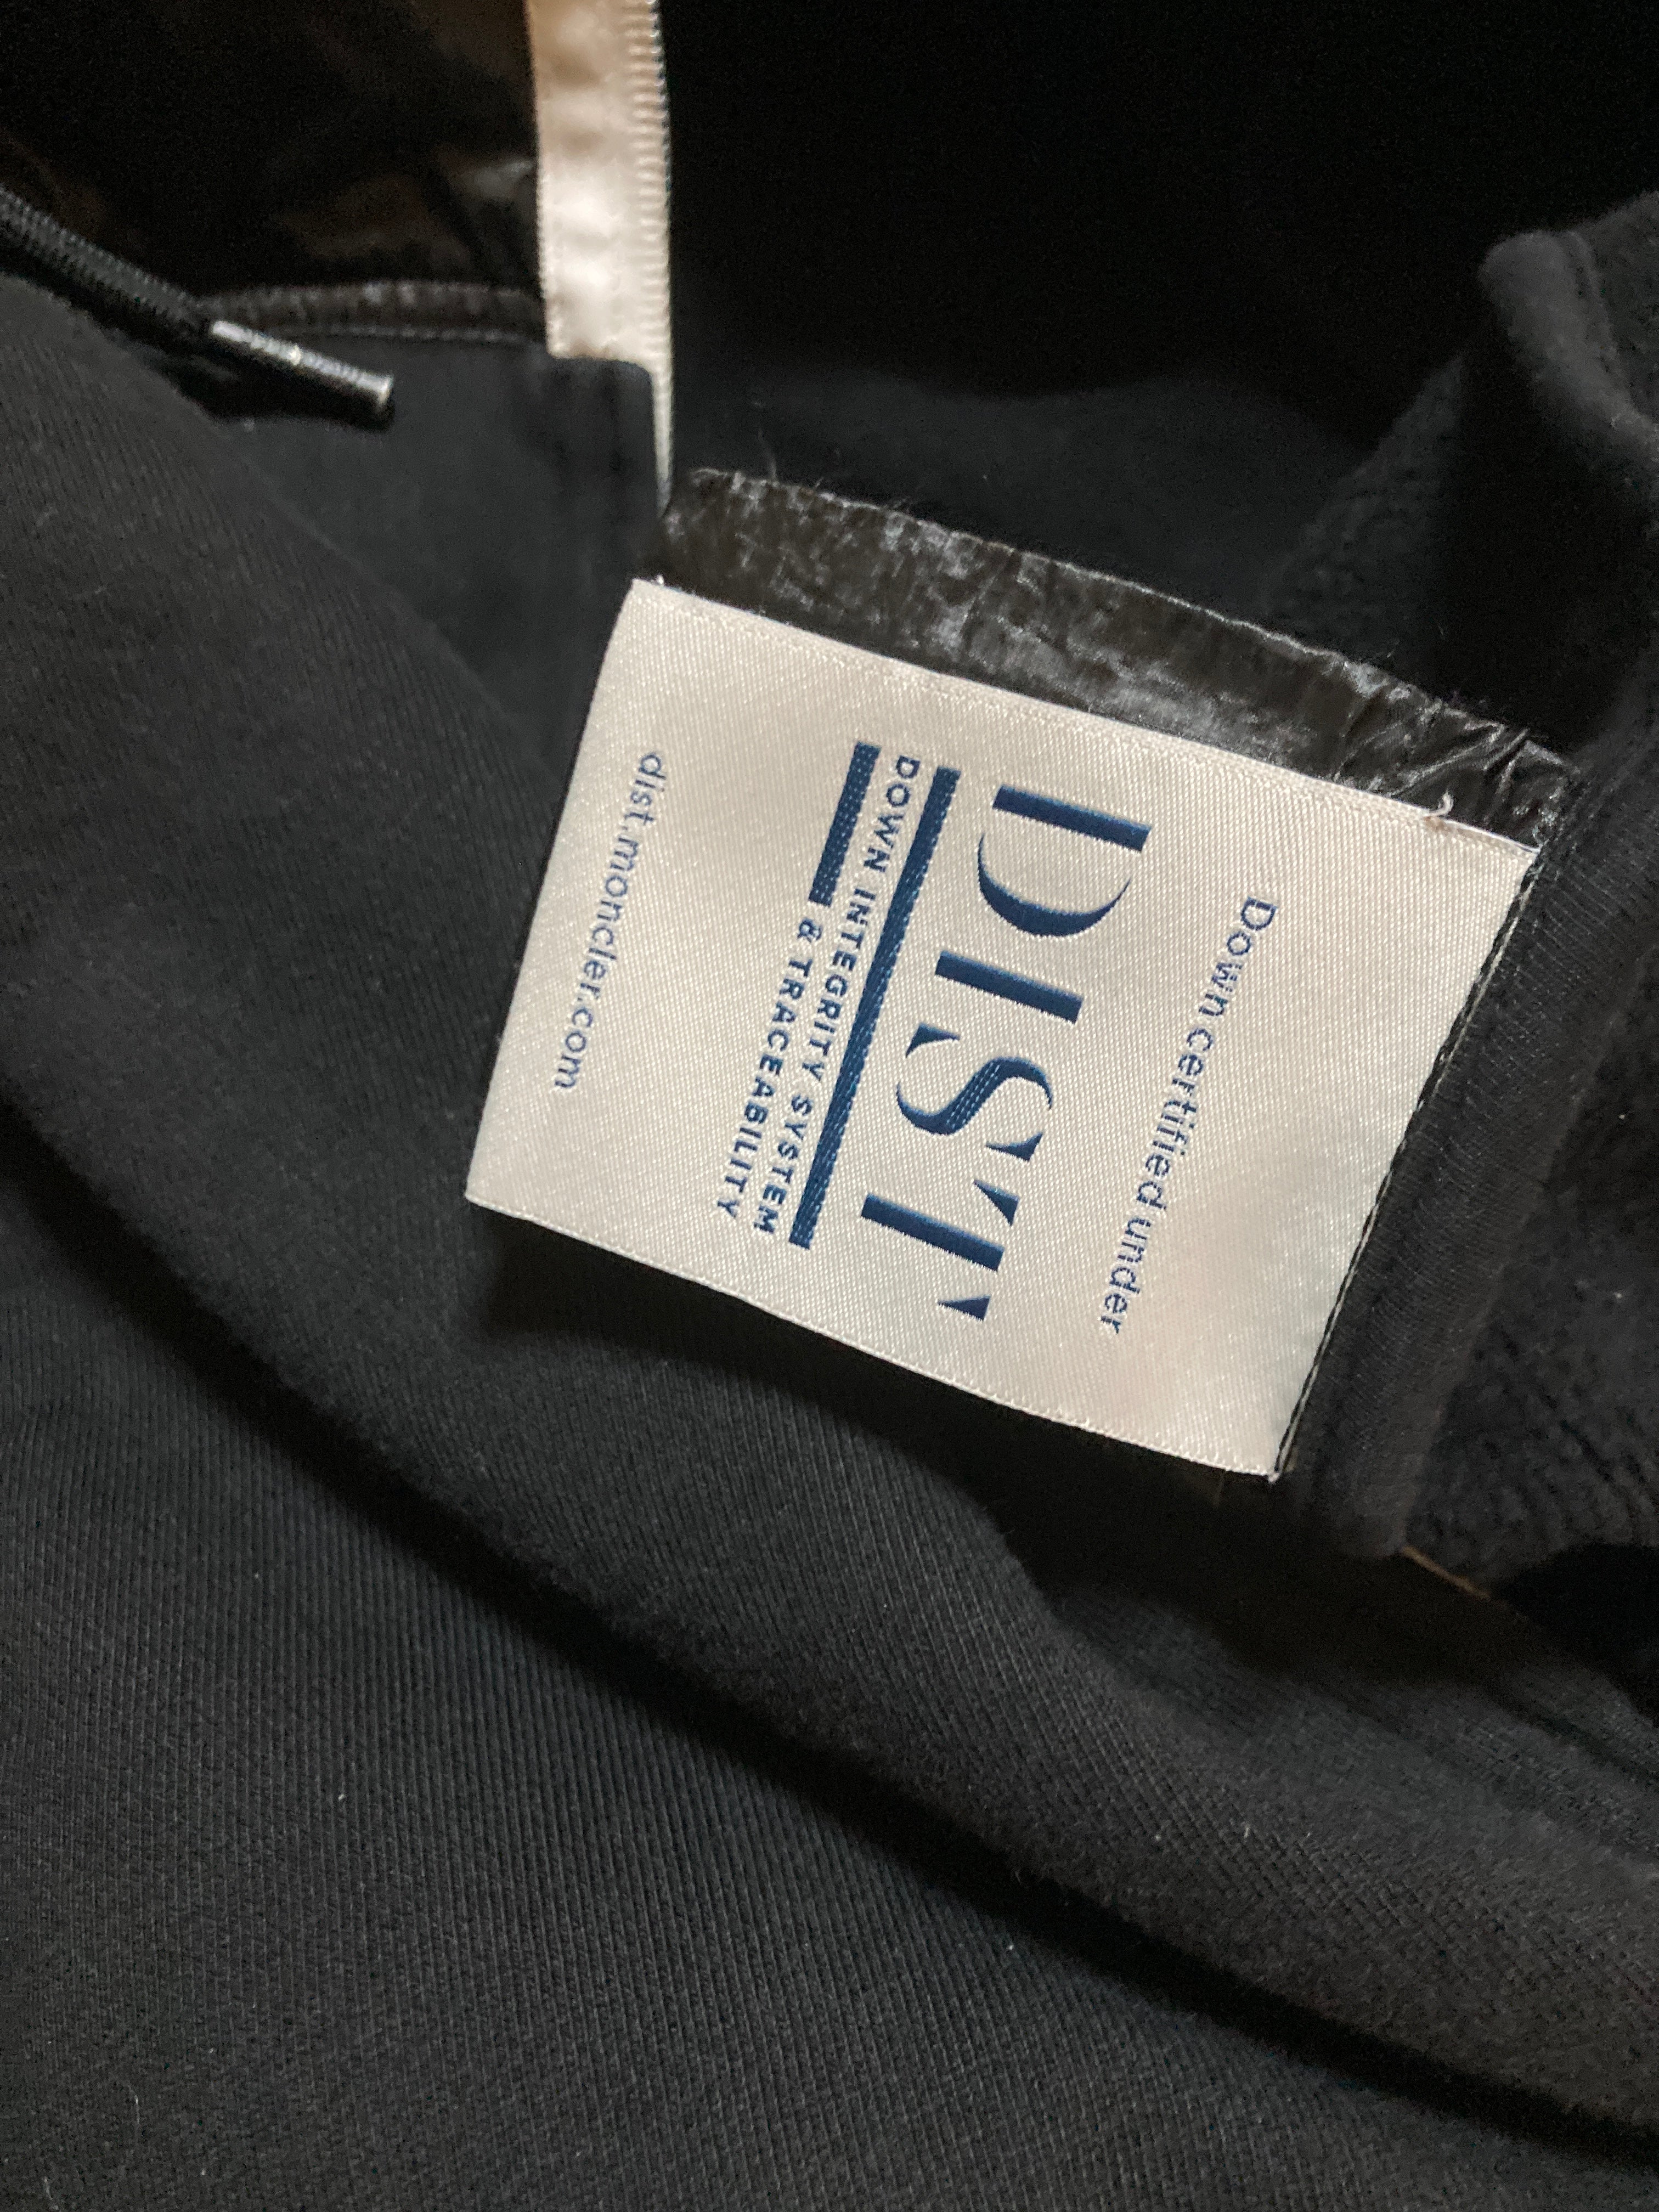 Down certified under
DIST
DOWN INTEGRITY SYSTEM
& TRACEABILITY
dist.moncler.com